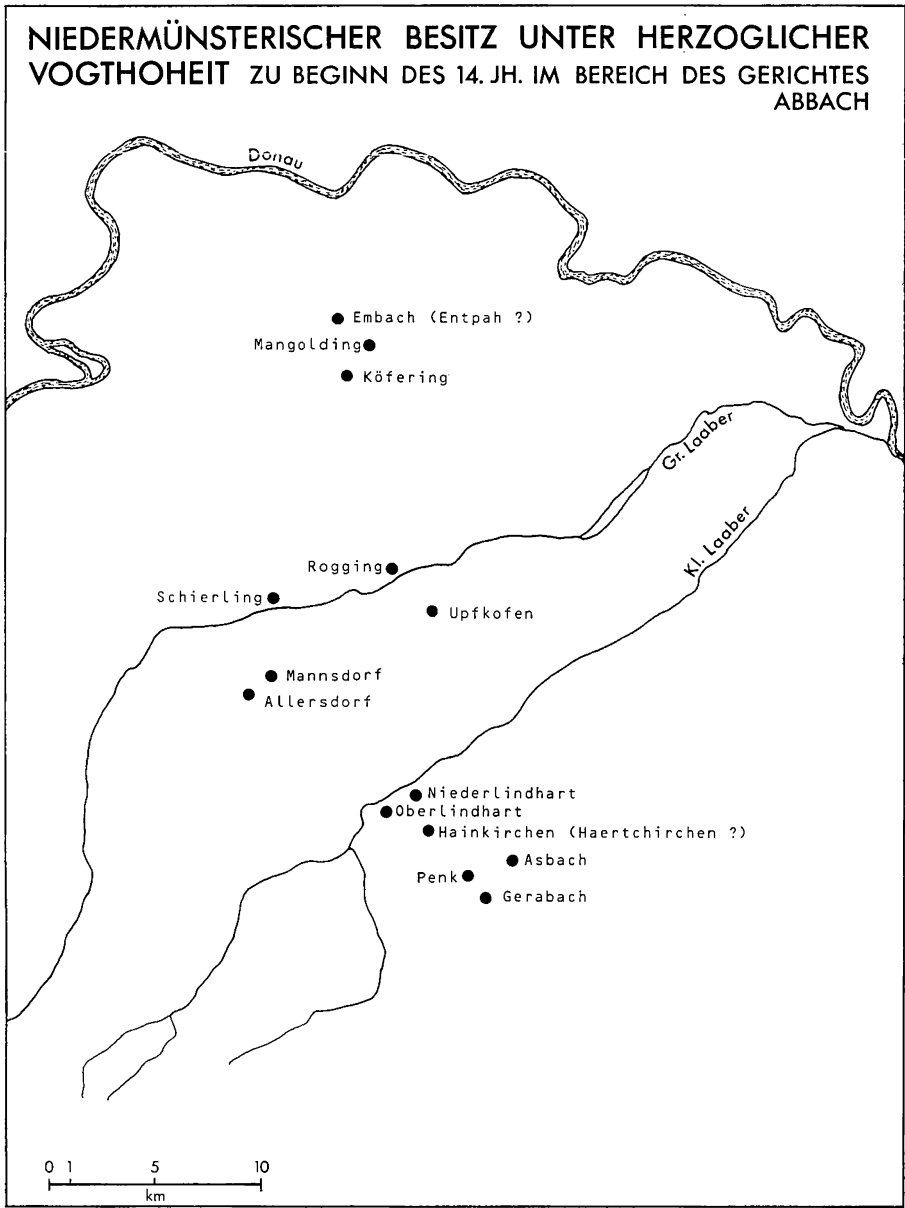 NIEDERMÜNSTERISCHER BESITZ UNTER HERZOGLICHER
VOGTHOHEIT ZU BEGINN DES 14. JH. IM BEREICH DES GERICHTES
ABBACH
Donau
Embach (Entpah ?)
Mangolding
Köfering
Gr. Laaber
Kl. Laaber
Rogging
Schierling
Upfkofen
Mannsdorf
Allersdorf
Niederlindhart
Oberlindhart
Hainkirchen (Haertchirchen ?)
Asbach
Penk
Gerabach
0 1 5 10
km